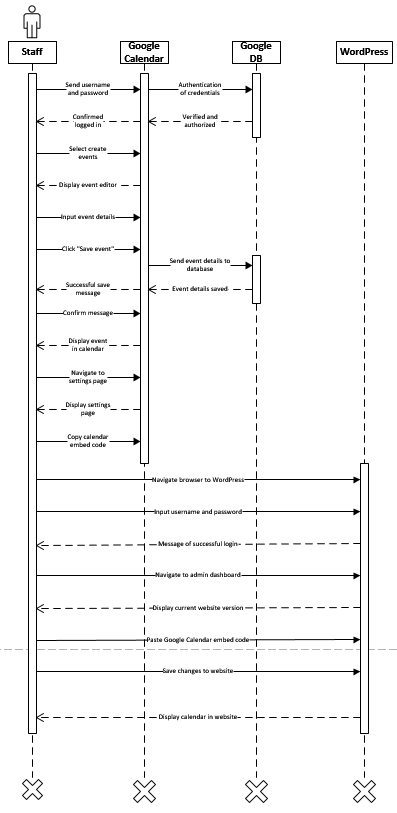 Staff
Google
Calendar
Google
DB
WordPress
Send username
and password
Authentication
of credentials
Confirmed
logged in
Verified and
authorized
Select create
events
Display event editor
Input event details
Click "Save event"
Send event details to
database
Successful save
message
Event details saved
Confirm message
Display event
in calendar
Navigate to
settings page
Display settings
page
Copy calendar
embed code
Navigate browser to WordPress
Input username and password
Message of successful login
Navigate to admin dashboard
Display current website version
Paste Google Calendar embed code
Save changes to website
Display calendar in website